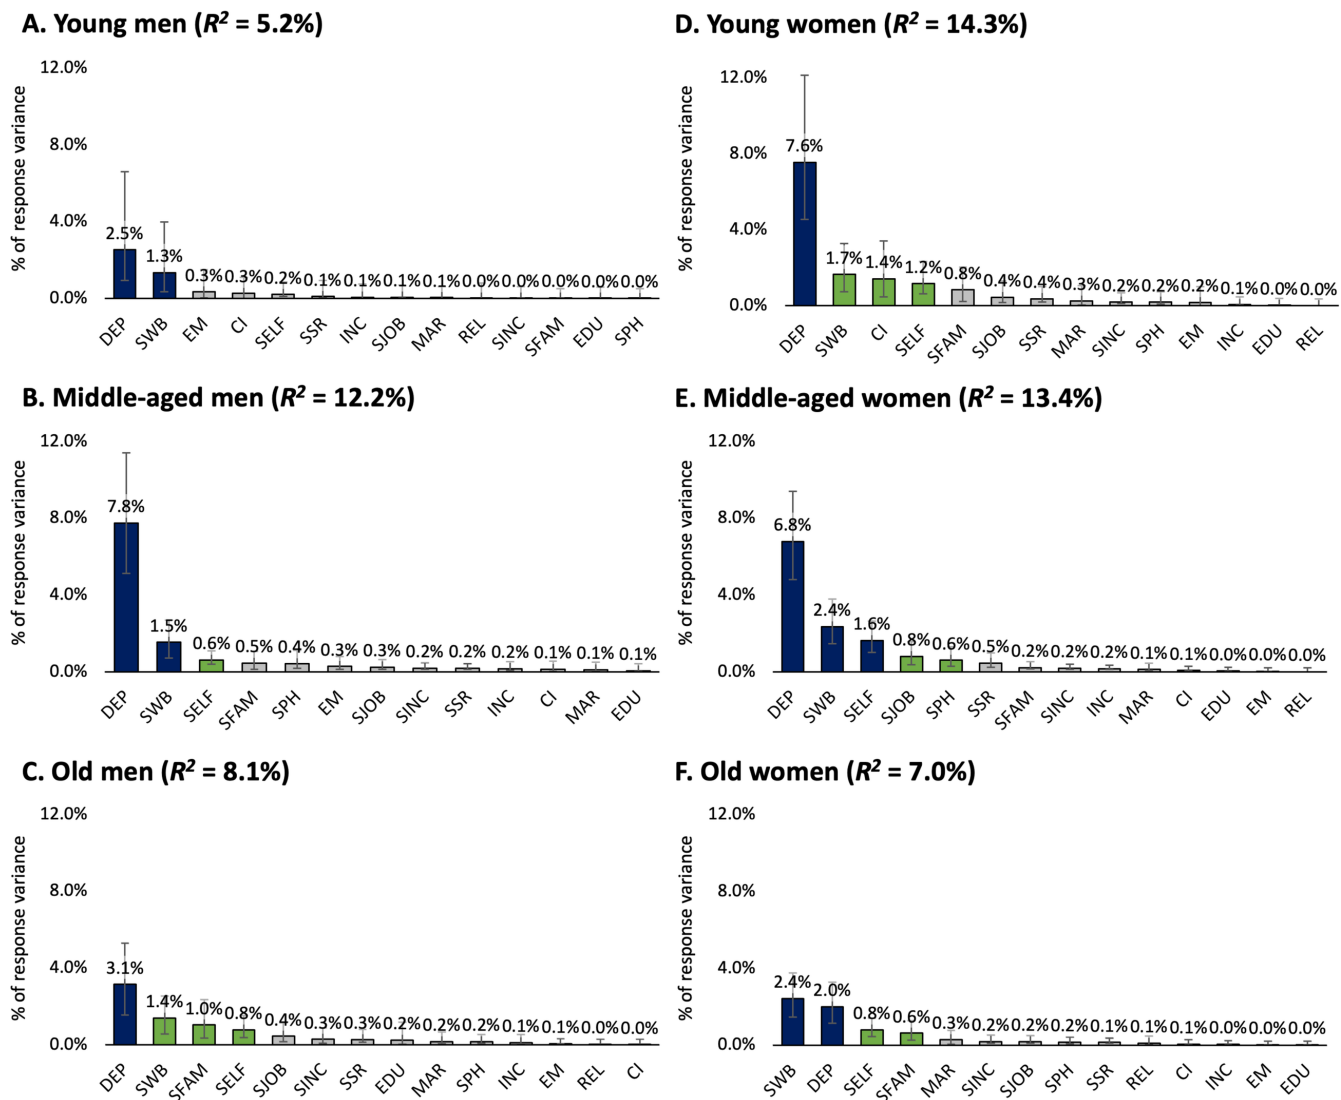 A. Young men (R² = 5.2%)
% of response variance
12.0%
8.0%
4.0%
0.0%
2.5% 1.3% 0.3% 0.3% 0.2% 0.1% 0.1% 0.1% 0.1% 0.0% 0.0% 0.0% 0.0% 0.0%
DEP SWB EM CI SELF SSR INC SJOB MAR REL SINC SFAM EDU SPH
D. Young women (R² = 14.3%)
% of response variance
12.0%
8.0%
4.0%
0.0%
7.6% 1.7% 1.4% 1.2% 0.8% 0.4% 0.4% 0.3% 0.2% 0.2% 0.2% 0.1% 0.0% 0.0%
DEP SWB CI SELF SFAM SJOB SSR MAR SINC SPH EM INC EDU REL
B. Middle-aged men (R² = 12.2%)
% of response variance
12.0%
8.0%
4.0%
0.0%
7.8% 1.5% 0.6% 0.5% 0.4% 0.3% 0.3% 0.2% 0.2% 0.2% 0.1% 0.1% 0.1%
DEP SWB SELF SFAM SPH EM SJOB SINC SSR INC CI MAR EDU
E. Middle-aged women (R² = 13.4%)
% of response variance
12.0%
8.0%
4.0%
0.0%
6.8% 2.4% 1.6% 0.8% 0.6% 0.5% 0.2% 0.2% 0.2% 0.1% 0.1% 0.0% 0.0% 0.0%
DEP SWB SELF SJOB SPH SSR SFAM SINC INC MAR CI EDU EM REL
C. Old men (R² = 8.1%)
% of response variance
12.0%
8.0%
4.0%
0.0%
3.1% 1.4% 1.0% 0.8% 0.4% 0.3% 0.3% 0.2% 0.2% 0.2% 0.1% 0.1% 0.0% 0.0%
DEP SWB SFAM SELF SJOB SINC SSR EDU MAR SPH INC EM REL CI
F. Old women (R² = 7.0%)
% of response variance
12.0%
8.0%
4.0%
0.0%
2.4% 2.0% 0.8% 0.6% 0.3% 0.2% 0.2% 0.2% 0.1% 0.1% 0.1% 0.0% 0.0% 0.0%
SWB DEP SELF SFAM MAR SINC SJOB SPH SSR REL CI INC EM EDU